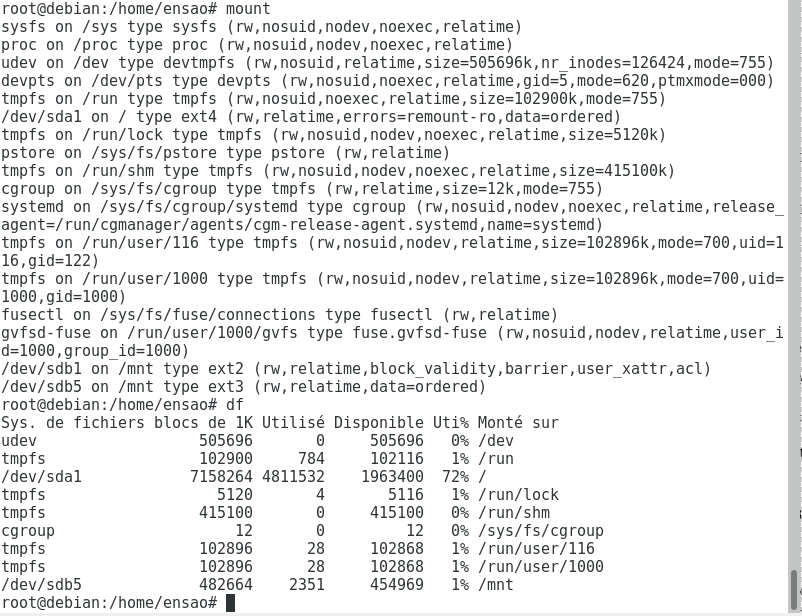 root@debian:/home/ensao# mount
sysfs on /sys type sysfs (rw,nosuid,nodev,noexec,relatime)
proc on /proc type proc (rw,nosuid,nodev,noexec,relatime)
udev on /dev type devtmpfs (rw,nosuid,relatime,size=505696k,nr_inodes=126424,mode=755)
devpts on /dev/pts type devpts (rw,nosuid,noexec,relatime,gid=5,mode=620,ptmxmode=000)
tmpfs on /run type tmpfs (rw,nosuid,noexec,relatime,size=102900k,mode=755)
/dev/sda1 on / type ext4 (rw,relatime,errors=remount-ro,data=ordered)
tmpfs on /run/lock type tmpfs (rw,nosuid,nodev,noexec,relatime,size=5120k)
pstore on /sys/fs/pstore type pstore (rw,relatime)
tmpfs on /run/shm type tmpfs (rw,nosuid,nodev,noexec,relatime,size=415100k)
cgroup on /sys/fs/cgroup type tmpfs (rw,relatime,size=12k,mode=755)
systemd on /sys/fs/cgroup/systemd type cgroup (rw,nosuid,nodev,noexec,relatime,release_
agent=/run/cgmanager/agents/cgm-release-agent.systemd,name=systemd)
tmpfs on /run/user/116 type tmpfs (rw,nosuid,nodev,relatime,size=102896k,mode=700,uid=1
16,gid=122)
tmpfs on /run/user/1000 type tmpfs (rw,nosuid,nodev,relatime,size=102896k,mode=700,uid=
1000,gid=1000)
fusectl on /sys/fs/fuse/connections type fusectl (rw,relatime)
gvfsd-fuse on /run/user/1000/gvfs type fuse.gvfsd-fuse (rw,nosuid,nodev,relatime,user_i
d=1000,group_id=1000)
/dev/sdb1 on /mnt type ext2 (rw,relatime,block_validity,barrier,user_xattr,acl)
/dev/sdb5 on /mnt type ext3 (rw,relatime,data=ordered)
root@debian:/home/ensao# df
Sys. de fichiers blocs de 1K Utilisé Disponible Uti% Monté sur
udev                  505696       0     505696   0% /dev
tmpfs                 102900     784     102116   1% /run
/dev/sda1            7158264 4811532    1963400  72% /
tmpfs                   5120       4       5116   1% /run/lock
tmpfs                 415100       0     415100   0% /run/shm
cgroup                    12       0         12   0% /sys/fs/cgroup
tmpfs                 102896      28     102868   1% /run/user/116
tmpfs                 102896      28     102868   1% /run/user/1000
/dev/sdb5             482664    2351     454969   1% /mnt
root@debian:/home/ensao#